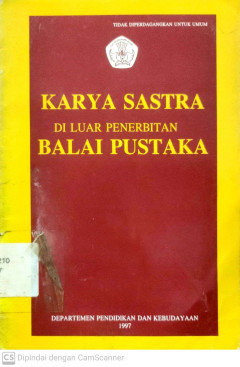 TIDAK DIPERDAGANGKAN UNTUK UMUM
KARYA SASTRA
DI LUAR PENERBITAN
BALAI PUSTAKA
DEPARTEMEN PENDIDIKAN DAN KEBUDAYAAN
1997
CS Dipindai dengan CamScanner